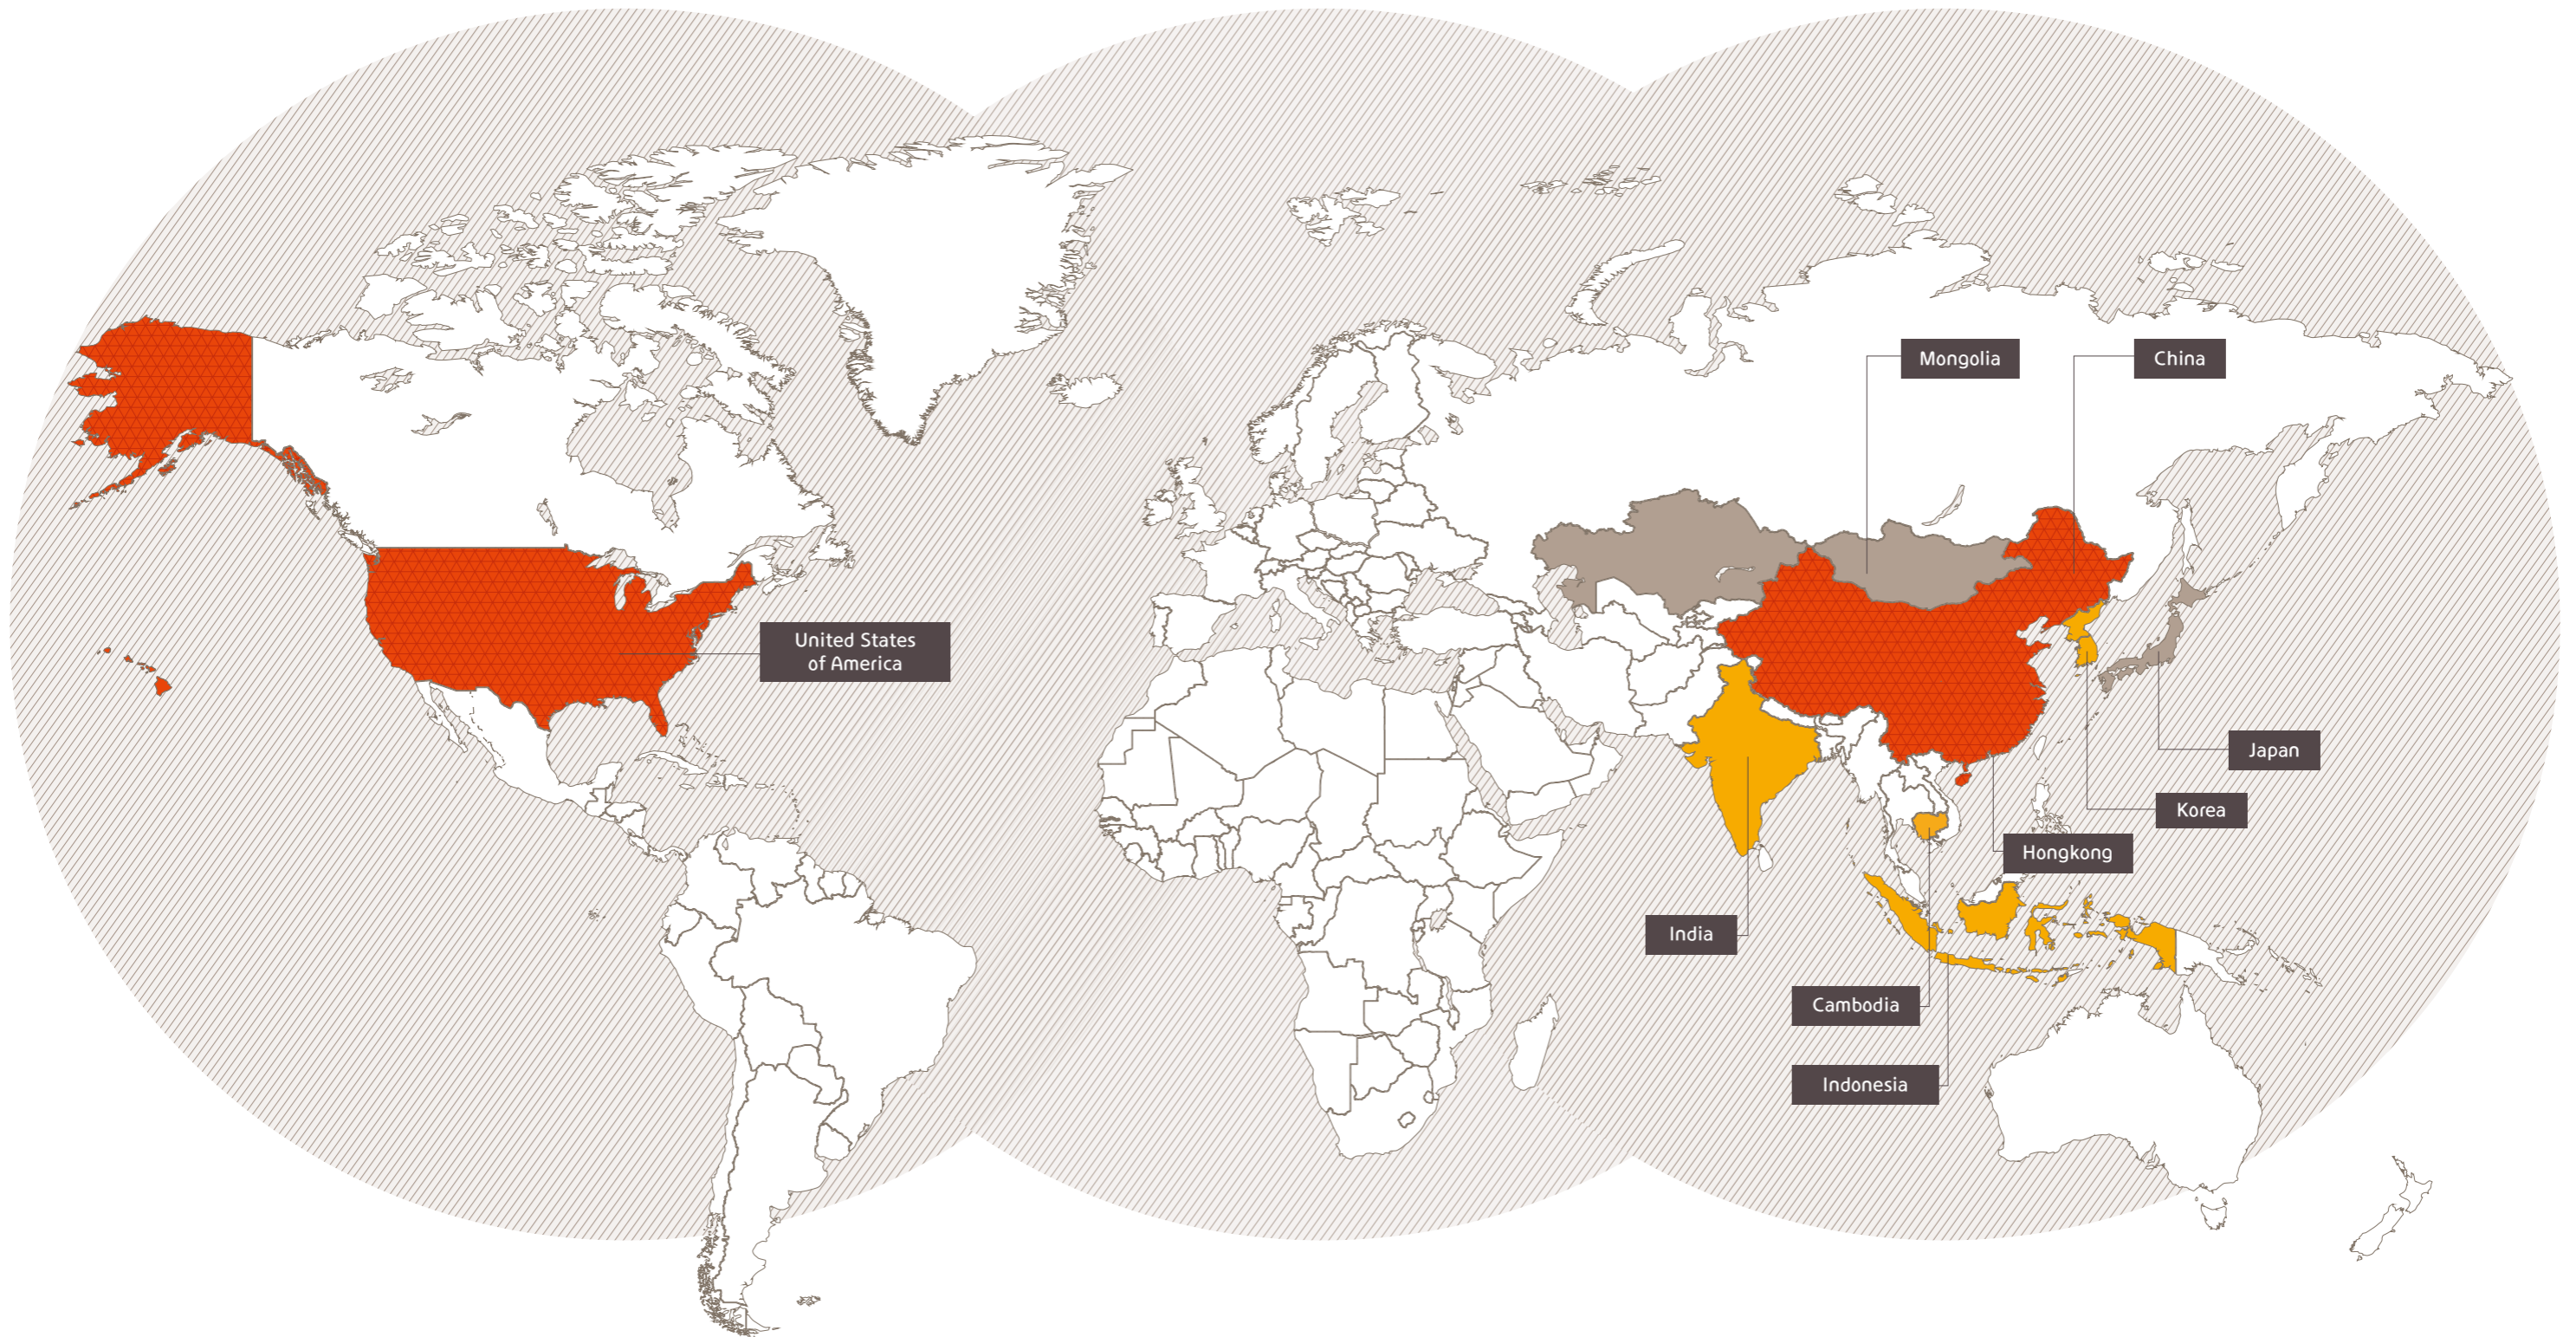 Mongolia
China
United States
of America
Japan
Korea
Hongkong
India
Cambodia
Indonesia